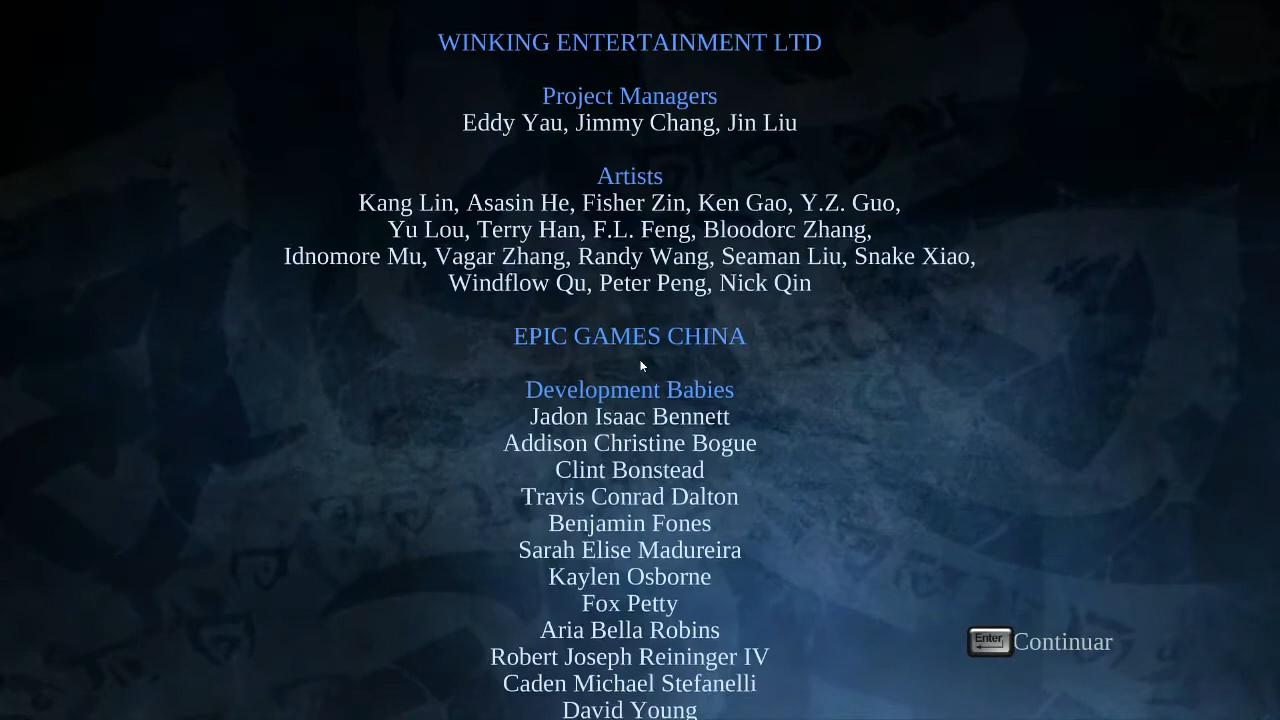 WINKING ENTERTAINMENT LTD
Project Managers
Eddy Yau, Jimmy Chang, Jin Liu
Artists
Kang Lin, Asasin He, Fisher Zin, Ken Gao, Y.Z. Guo,
Yu Lou, Terry Han, F.L. Feng, Bloodorc Zhang,
Idnomore Mu, Vagar Zhang, Randy Wang, Seaman Liu, Snake Xiao,
Windflow Qu, Peter Peng, Nick Qin
EPIC GAMES CHINA
Development Babies
Jadon Isaac Bennett
Addison Christine Bogue
Clint Bonstead
Travis Conrad Dalton
Benjamin Fones
Sarah Elise Madureira
Kaylen Osborne
Fox Petty
Aria Bella Robins
Robert Joseph Reininger IV
Caden Michael Stefanelli
David Young
Enter Continuar